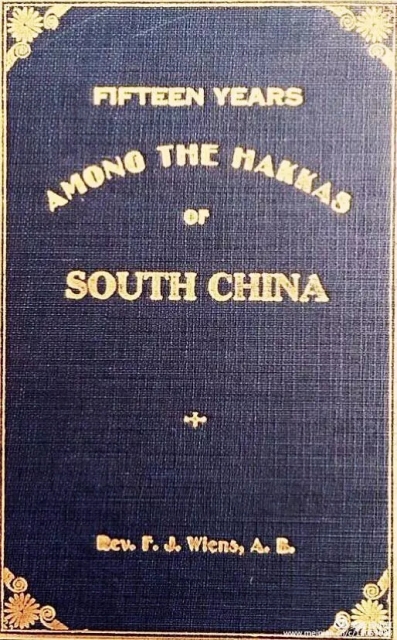 FIFTEEN YEARS
AMONG THE HAKKAS
OF
SOUTH CHINA
Rev. F. J. Wiens, A. B.